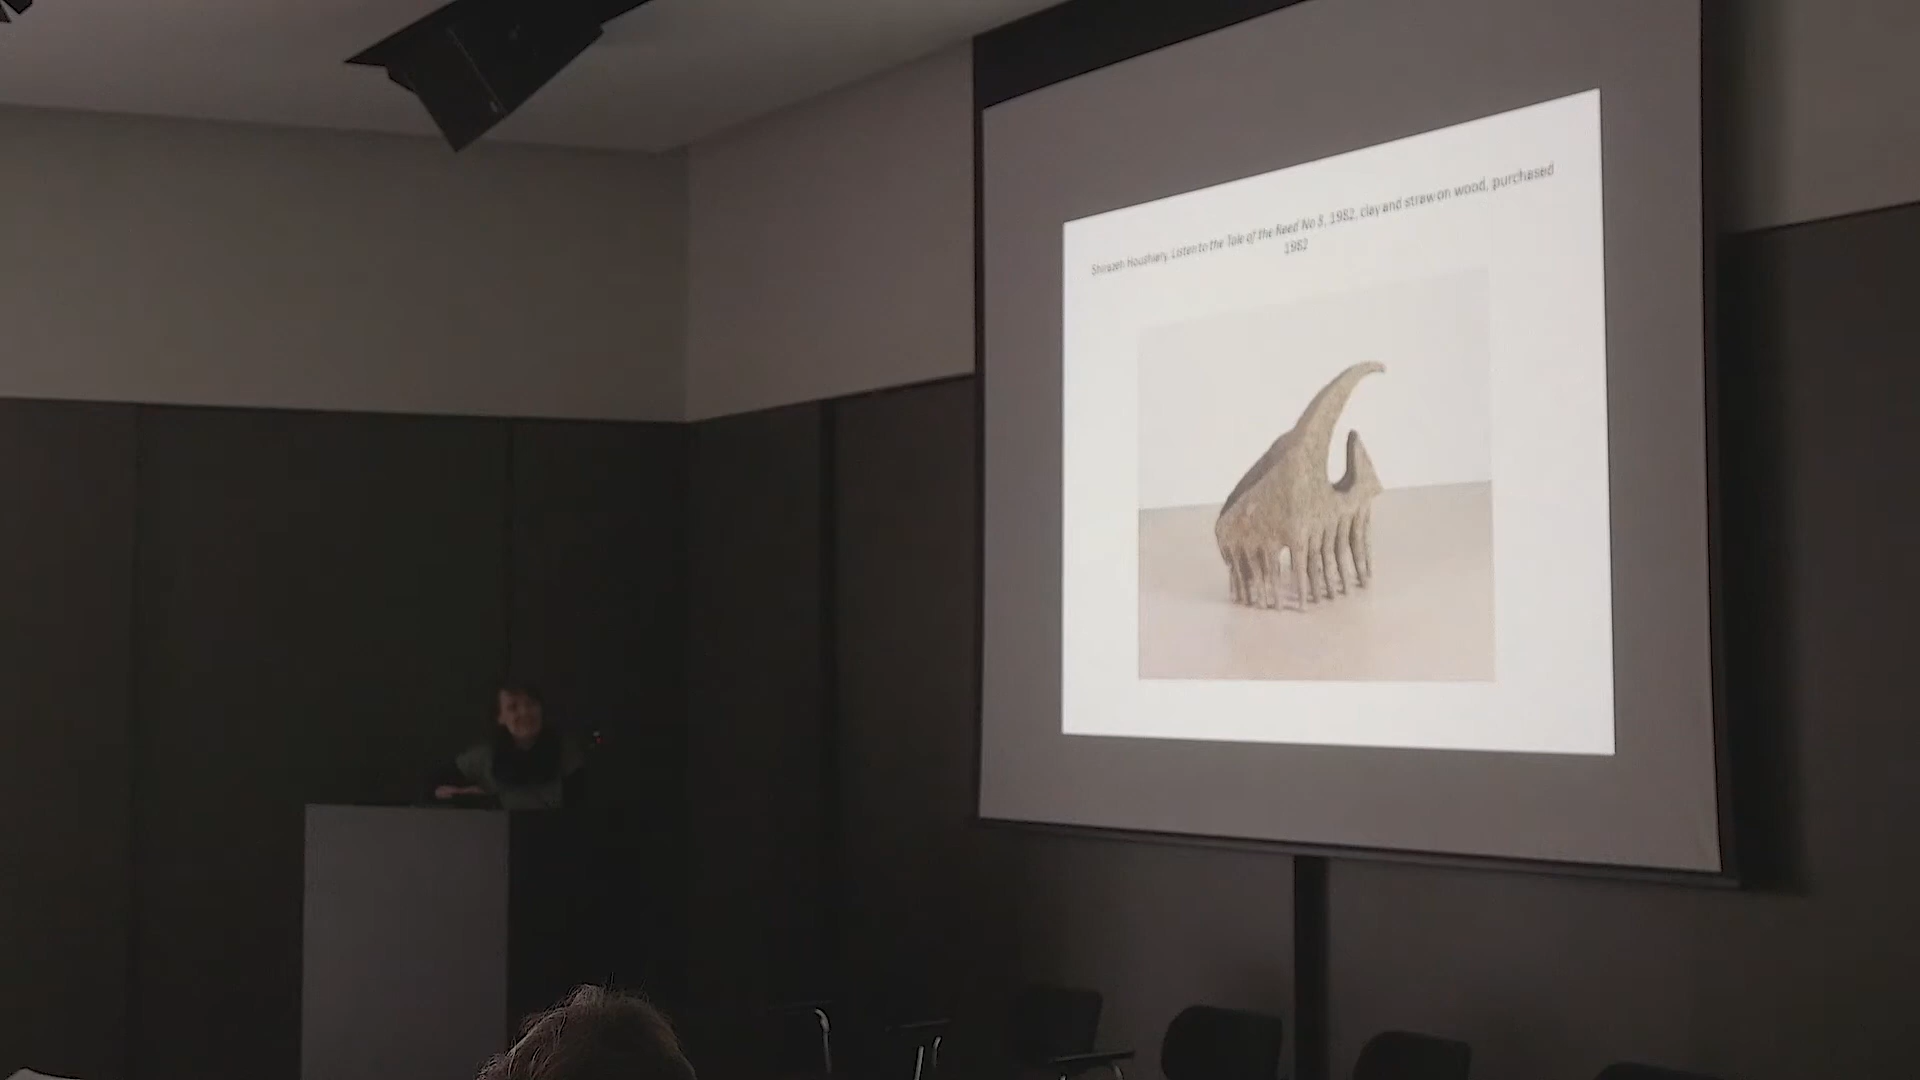 Shirazeh Houshiary, Listen to the Tale of the Reed No 3, 1982, clay and straw on wood, purchased
1982